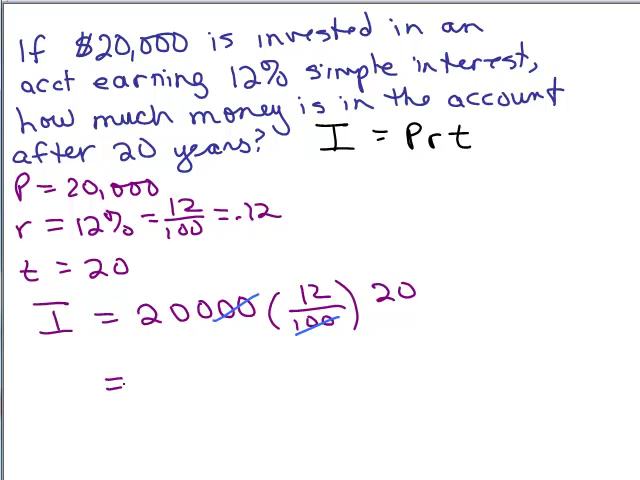 If $20,000 is invested in an
acct earning 12% simple interest,
how much money is in the account
after 20 years? I = Prt
P = 20,000
r = 12% = 12/100 = .12
t = 20
I = 20000 (12/100) 20
=